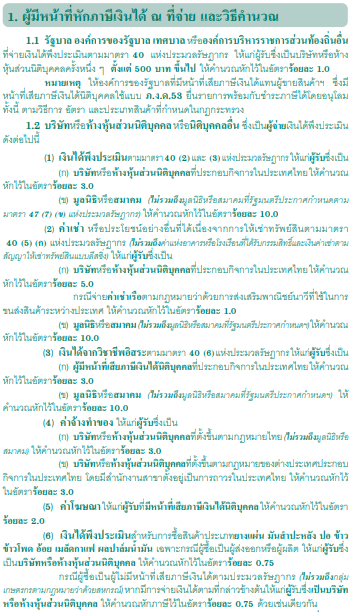 1. ผู้มีหน้าที่หักภาษีเงินได้ ณ ที่จ่าย และวิธีคำนวณ
1.1 รัฐบาล องค์การของรัฐบาล เทศบาล หรือองค์การบริหารราชการส่วนท้องถิ่นอื่น
ที่จ่ายเงินได้พึงประเมินตามมาตรา 40 แห่งประมวลรัษฎากร ให้แก่ผู้รับซึ่งเป็นบริษัทหรือห้าง
หุ้นส่วนนิติบุคคลครั้งหนึ่ง ๆ ตั้งแต่ 500 บาท ขึ้นไป ให้คำนวณหักไว้ในอัตราร้อยละ 1.0
หมายเหตุ ให้องค์การของรัฐบาลที่มีหน้าที่เสียภาษีเงินได้แทนผู้ขายสินค้าฯ ซึ่งมี
หน้าที่เสียภาษีเงินได้นิติบุคคลใช้แบบ ภ.ง.ด.53 ยื่นรายการพร้อมกับชำระภาษีได้โดยอนุโลม
ทั้งนี้ ตามวิธีการ อัตรา และประเภทสินค้าที่กำหนดในกฎกระทรวง
1.2 บริษัทหรือห้างหุ้นส่วนนิติบุคคล หรือนิติบุคคลอื่น ซึ่งเป็นผู้จ่ายเงินได้พึงประเมิน
ดังต่อไปนี้
(1) เงินได้พึงประเมินตามมาตรา 40 (2) และ (3) แห่งประมวลรัษฎากร ให้แก่ผู้รับซึ่งเป็น
(ก) บริษัทหรือห้างหุ้นส่วนนิติบุคคลที่ประกอบกิจการในประเทศไทย ให้คำนวณ
หักไว้ในอัตราร้อยละ 3.0
(ข) มูลนิธิหรือสมาคม (ไม่รวมถึงมูลนิธิหรือสมาคมที่รัฐมนตรีประกาศกำหนดตาม
มาตรา 47 (7) (ข) แห่งประมวลรัษฎากร) ให้คำนวณหักไว้ในอัตราร้อยละ 10.0
(2) ค่าเช่า หรือประโยชน์อย่างอื่นที่ได้เนื่องจากการให้เช่าทรัพย์สินตามมาตรา
40 (5) (ก) แห่งประมวลรัษฎากร (ไม่รวมถึงค่าแห่งอาคารหรือโรงเรือนที่ได้รับกรรมสิทธิ์และเงินค่าเช่าตาม
สัญญาให้เช่าทรัพย์สินแบบลีสซิ่ง) ให้แก่ผู้รับซึ่งเป็น
(ก) บริษัทหรือห้างหุ้นส่วนนิติบุคคลที่ประกอบกิจการในประเทศไทย ให้คำนวณ
หักไว้ในอัตราร้อยละ 5.0
กรณีจ่ายค่าเช่าเรือตามกฎหมายว่าด้วยการส่งเสริมพาณิชย์นาวีที่ใช้ในการ
ขนส่งสินค้าระหว่างประเทศ ให้คำนวณหักไว้ในอัตราร้อยละ 1.0
(ข) มูลนิธิหรือสมาคม (ไม่รวมถึงมูลนิธิหรือสมาคมที่รัฐมนตรีประกาศกำหนดฯ) ให้คำนวณ
หักไว้ในอัตราร้อยละ 10.0
(3) เงินได้จากวิชาชีพอิสระตามมาตรา 40 (6) แห่งประมวลรัษฎากร ให้แก่ผู้รับซึ่งเป็น
(ก) ผู้มีหน้าที่เสียภาษีเงินได้นิติบุคคลที่ประกอบกิจการในประเทศไทย ให้คำนวณ
หักไว้ในอัตราร้อยละ 3.0
(ข) มูลนิธิหรือสมาคม (ไม่รวมถึงมูลนิธิหรือสมาคมที่รัฐมนตรีประกาศกำหนดฯ) ให้
คำนวณหักไว้ในอัตราร้อยละ 10.0
(4) ค่าจ้างทำของ ให้แก่ผู้รับซึ่งเป็น
(ก) บริษัทหรือห้างหุ้นส่วนนิติบุคคลที่ตั้งขึ้นตามกฎหมายไทย (ไม่รวมถึงมูลนิธิหรือ
สมาคม) ให้คำนวณหักไว้ในอัตราร้อยละ 3.0
(ข) บริษัทหรือห้างหุ้นส่วนนิติบุคคลที่ตั้งขึ้นตามกฎหมายของต่างประเทศประกอบ
กิจการในประเทศไทย โดยมีสำนักงานสาขาตั้งอยู่เป็นการถาวรในประเทศไทย ให้คำนวณหักไว้
ในอัตราร้อยละ 3.0
(5) ค่าโฆษณา ให้แก่ผู้รับที่มีหน้าที่เสียภาษีเงินได้นิติบุคคล ให้คำนวณหักไว้ในอัตรา
ร้อยละ 2.0
(6) เงินได้พึงประเมินสำหรับการซื้อสินค้าประเภทยางแผ่น มันสำปะหลัง ปอ ข้าว
ข้าวโพด อ้อย เมล็ดกาแฟ ผลปาล์มน้ำมัน เฉพาะกรณีผู้ซื้อเป็นผู้ส่งออกหรือผู้ผลิต ให้แก่ผู้รับซึ่ง
เป็นบริษัทหรือห้างหุ้นส่วนนิติบุคคล ให้คำนวณหักไว้ในอัตราร้อยละ 0.75
กรณีผู้ซื้อเป็นผู้ไม่มีหน้าที่เสียภาษีเงินได้ตามประมวลรัษฎากร (ไม่รวมถึงกลุ่ม
เกษตรกรตามกฎหมายว่าด้วยสหกรณ์) หากมีการจ่ายเงินได้ตามที่กล่าวข้างต้นให้แก่ผู้รับซึ่งเป็นบริษัท
หรือห้างหุ้นส่วนนิติบุคคล ให้คำนวณหักภาษีไว้ในอัตราร้อยละ 0.75 ด้วยเช่นเดียวกัน